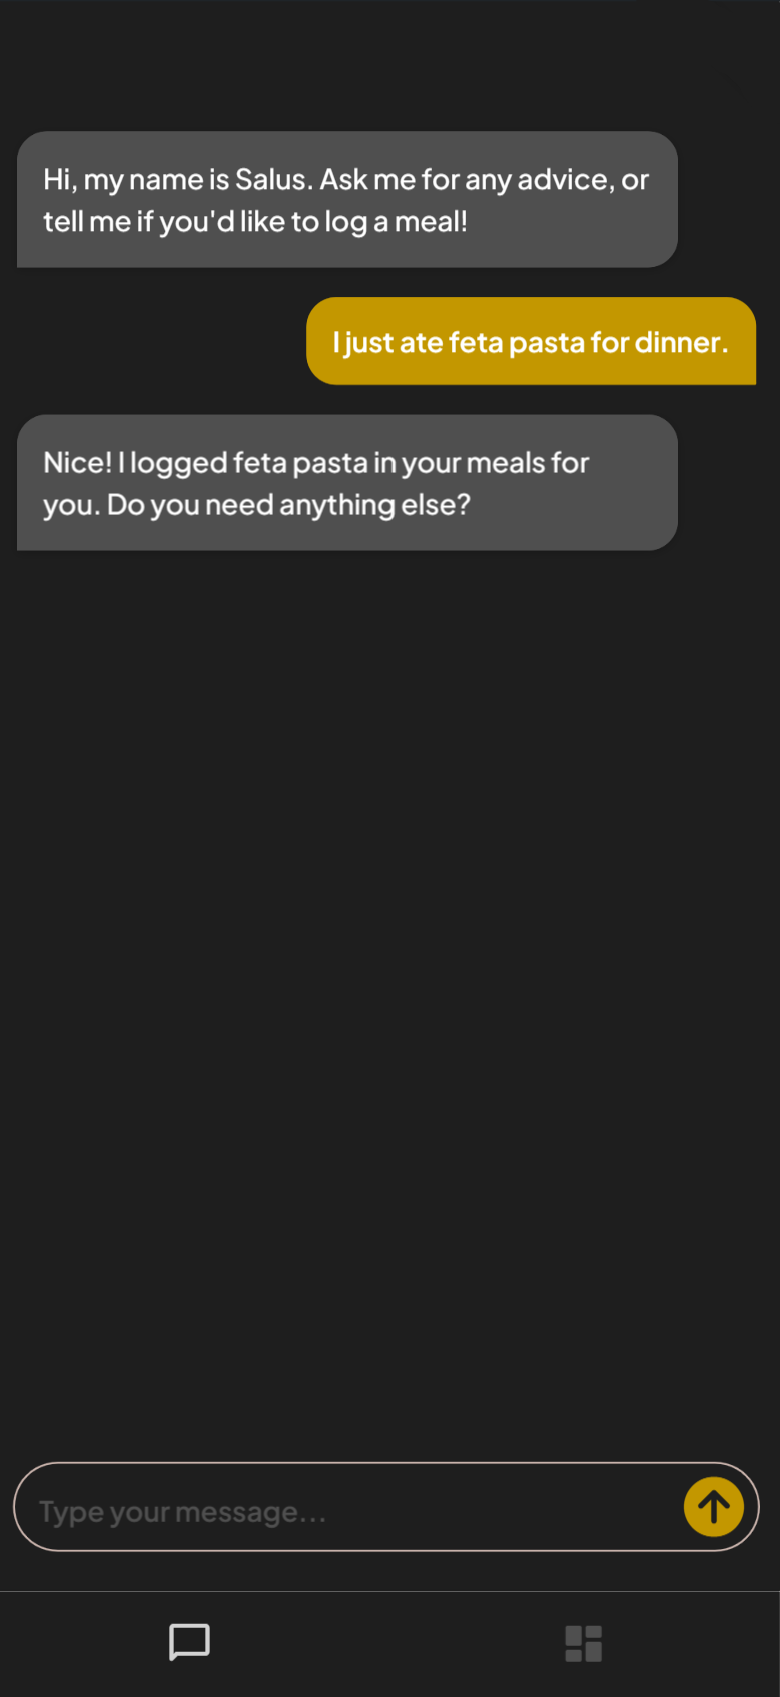 Hi, my name is Salus. Ask me for any advice, or
tell me if you'd like to log a meal!
I just ate feta pasta for dinner.
Nice! I logged feta pasta in your meals for
you. Do you need anything else?
Type your message...